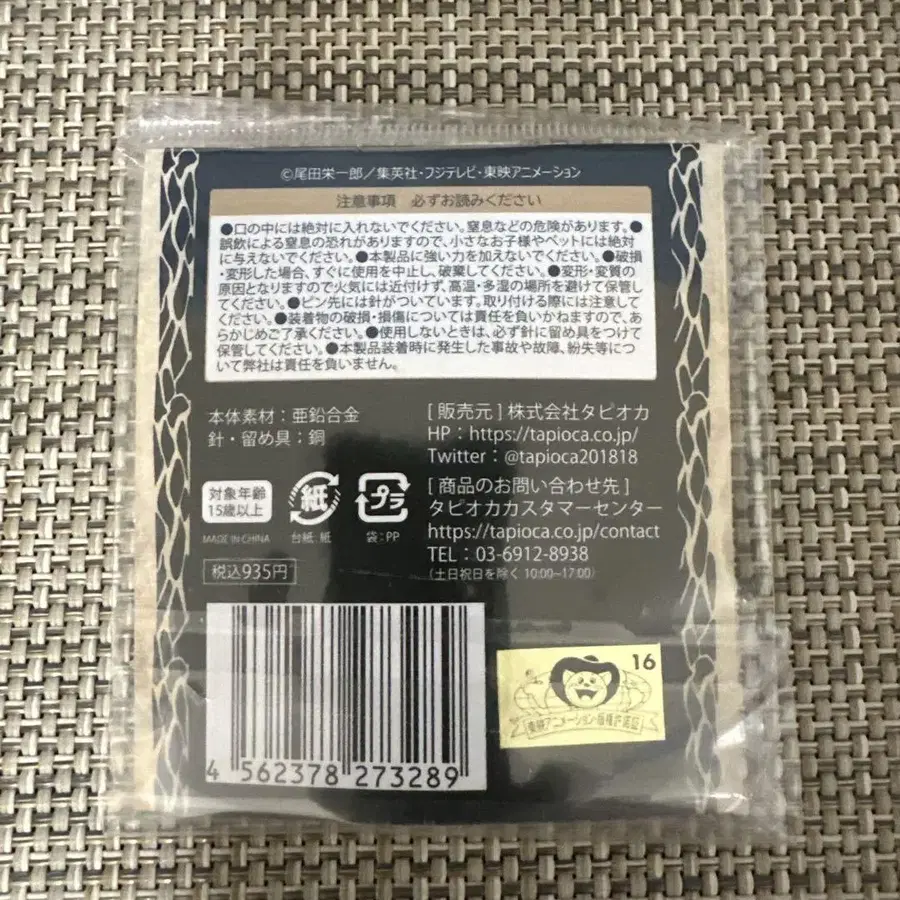 ©尾田栄一郎／集英社・フジテレビ・東映アニメーション
注意事項 必ずお読みください
●口の中には絶対に入れないでください。窒息などの危険があります。●
誤飲による窒息の恐れがありますので、小さなお子様やペットには絶対
に与えないでください。●本製品に強い力を加えないでください。●破損
・変形した場合、すぐに使用を中止し、破棄してください。●変形・変質の
原因となりますので火気には近付けず、高温・多湿の場所を避けて保管し
てください。●ピン先には針がついています。取り付ける際には注意して
ください。●装着物の破損・損傷については責任を負いかねますので、あ
らかじめご了承ください。●使用しないときは、必ず針に留め具をつけて
保管してください。●本製品装着時に発生した事故や故障、紛失等につ
いて弊社は責任を負いません。
本体素材：亜鉛合金
針・留め具：銅
[ 販売元 ] 株式会社タピオカ
HP：https://tapioca.co.jp/
Twitter：@tapioca201818
[ 商品のお問い合わせ先 ]
タピオカカスタマーセンター
https://tapioca.co.jp/contact
TEL：03-6912-8938
（土日祝日を除く 10:00~17:00）
対象年齢
15歳以上
MADE IN CHINA
紙
台紙：紙
プラ
袋：PP
税込935円
4 562378 273289
16
東映アニメーション・版権許諾証